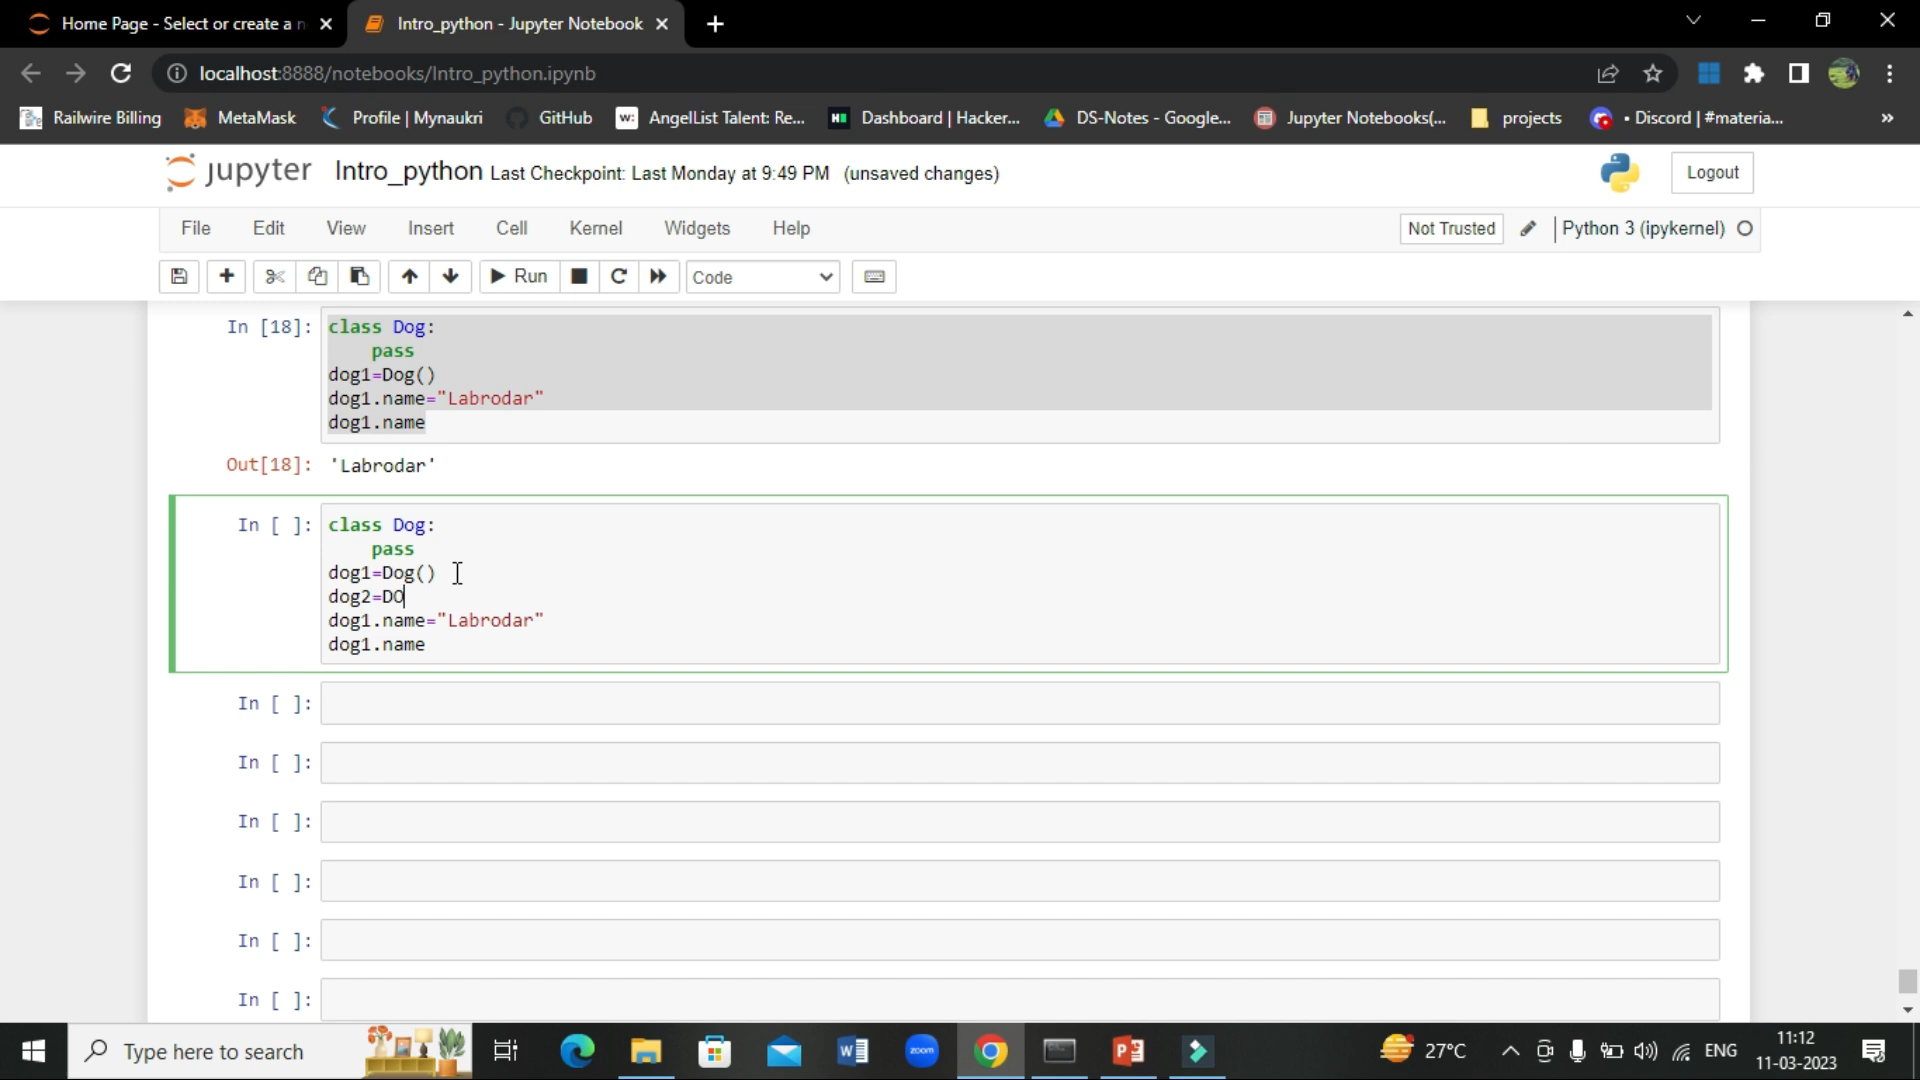 Home Page - Select or create a n
Intro_python - Jupyter Notebook
localhost:8888/notebooks/Intro_python.ipynb
Railwire Billing
MetaMask
Profile | Mynaukri
GitHub
w:
AngelList Talent: Re...
Dashboard | Hacker...
DS-Notes - Google...
Jupyter Notebooks(...
projects
• Discord | #materia...
»
jupyter
Intro_python Last Checkpoint: Last Monday at 9:49 PM (unsaved changes)
Logout
File
Edit
View
Insert
Cell
Kernel
Widgets
Help
Not Trusted
Python 3 (ipykernel)
Run
Code
In [18]:
class Dog:
pass
dog1=Dog()
dog1.name="Labrodar"
dog1.name
Out[18]: 'Labrodar'
In [ ]:
class Dog:
pass
dog1=Dog()
dog2=DO
dog1.name="Labrodar"
dog1.name
In [ ]:
In [ ]:
In [ ]:
In [ ]:
In [ ]:
In [ ]:
Type here to search
W
zoom
P
27°C
ENG
11:12
11-03-2023